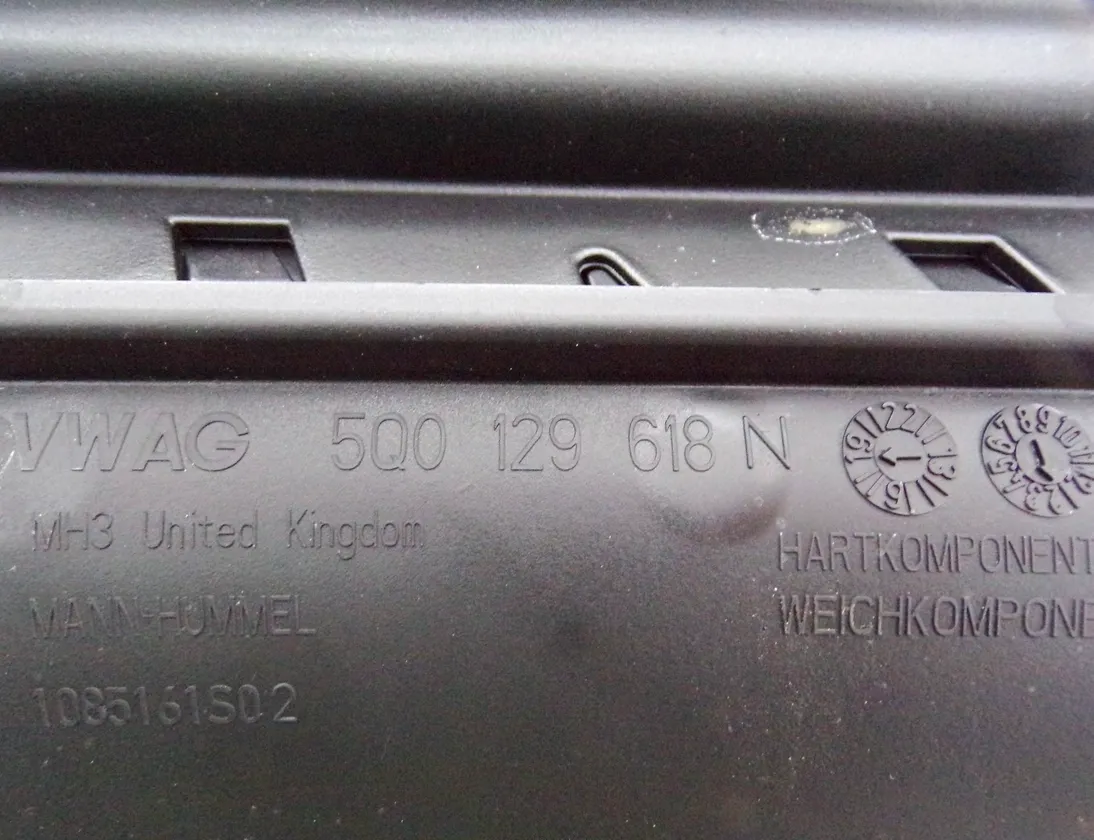 VWAG 5Q0 129 618 N
MH3 United Kingdom
MANN+HUMMEL
1085161S02
HARTKOMPONENT
WEICHKOMPONE